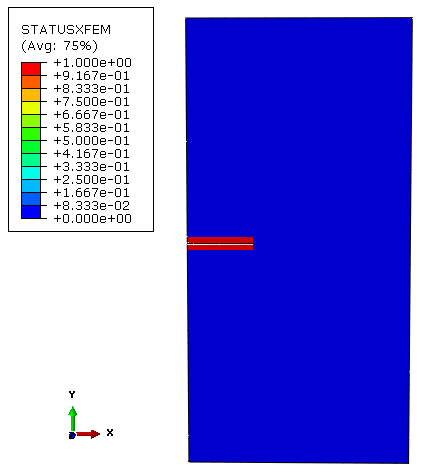 STATUSXFEM
(Avg: 75%)
+1.000e+00
+9.167e-01
+8.333e-01
+7.500e-01
+6.667e-01
+5.833e-01
+5.000e-01
+4.167e-01
+3.333e-01
+2.500e-01
+1.667e-01
+8.333e-02
+0.000e+00
Y
X